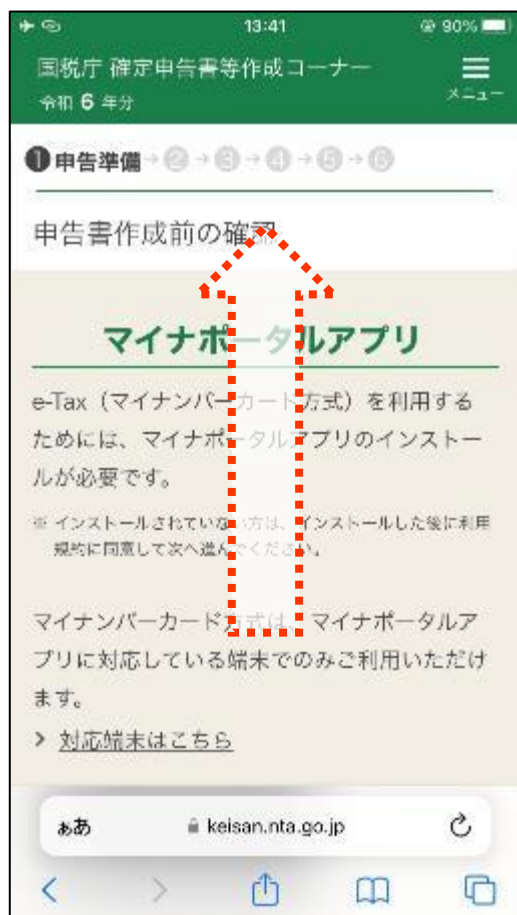 13:41
90%
国税庁 確定申告書等作成コーナー
令和 6 年分
メニュー
1 申告準備 → 2 → 3 → 4 → 5 → 6
申告書作成前の確認
マイナポータルアプリ
e-Tax（マイナンバーカード方式）を利用する
ためには、マイナポータルアプリのインストー
ルが必要です。
※ インストールされていない方は、インストールした後に利用
規約に同意して次へ進んでください。
マイナンバーカード方式は、マイナポータルア
プリに対応している端末でのみご利用いただけ
ます。
> 対応端末はこちら
ぁあ keisan.nta.go.jp